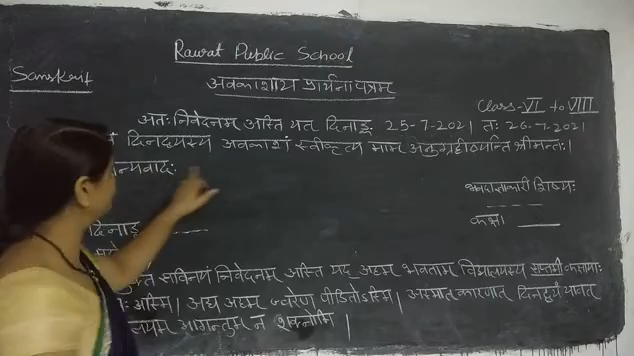 Rawat Public School
Sanskrit
अवकाशाय प्रार्थनापत्रम
Class-VI to VIII
अतः निवेदनम् अस्ति यत् दिनाङ्क 25-7-2021 तः 26-7-2021
दिनद्वयस्य अवकाशं स्वीकृत्य माम् अनुग्रहीष्यन्ति श्रीमन्तः।
न्यवादः
शिष्यः
कक्षा
सविनयं निवेदनम् अस्ति यद् अहम् भवताम् विद्यालयस्य सप्तमी कक्षायाः
अस्मि। अद्य अहम् ज्वरेण पीडितोऽस्मि। अस्मात् कारणात् दिनद्वयं यावत्
आगन्तुम् न शक्नोमि।